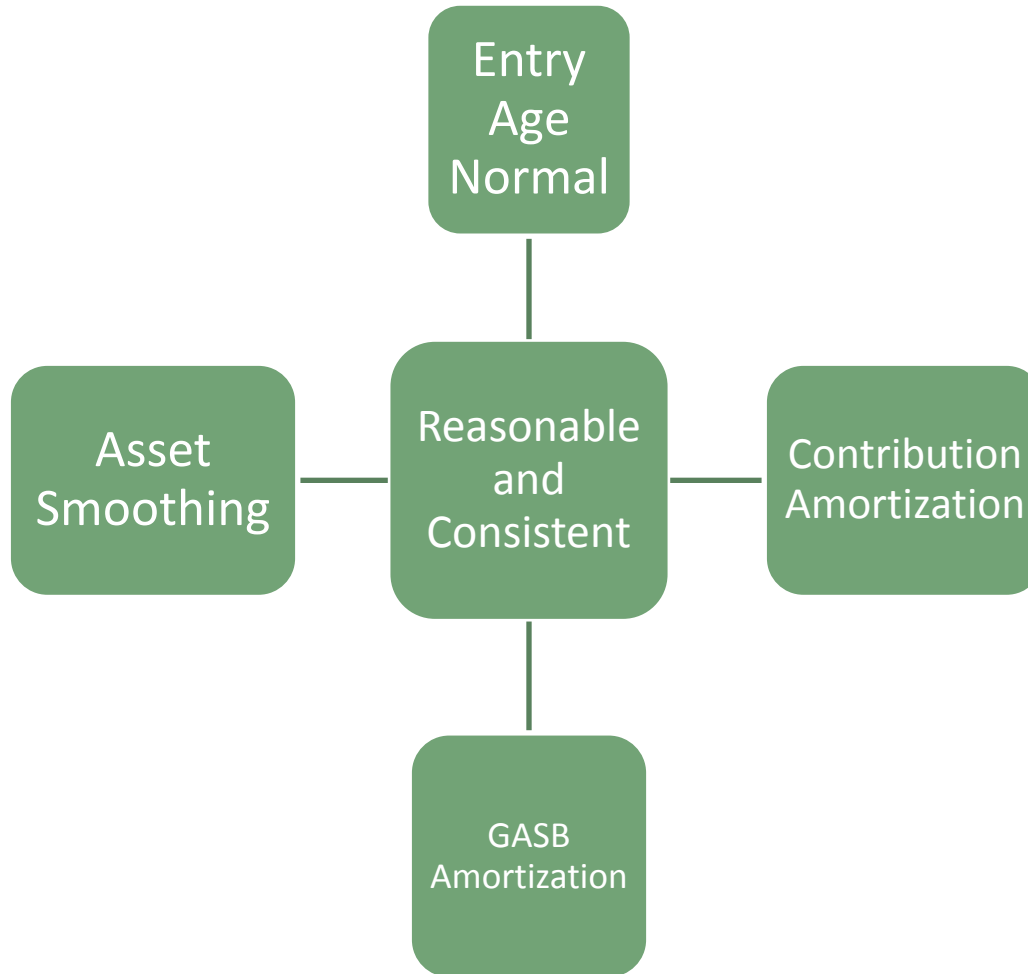 Entry
Age
Normal
Asset
Smoothing
Reasonable
and
Consistent
Contribution
Amortization
GASB
Amortization